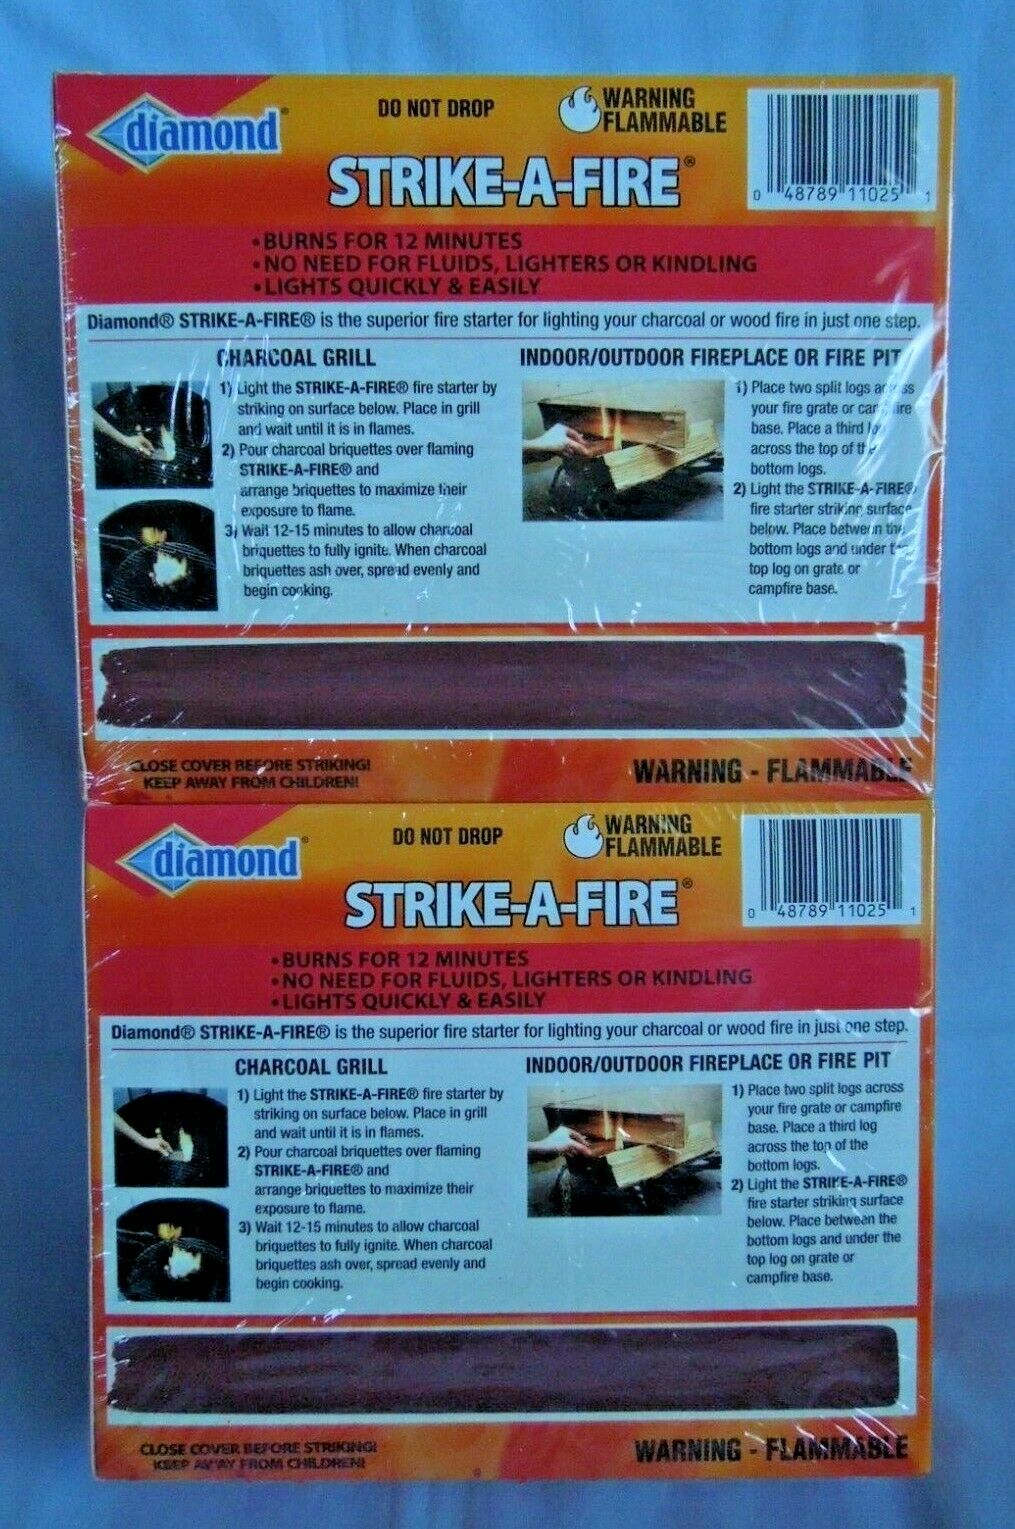 diamond®
DO NOT DROP
WARNING
FLAMMABLE
STRIKE-A-FIRE®
0 48789 11025 1
•BURNS FOR 12 MINUTES
•NO NEED FOR FLUIDS, LIGHTERS OR KINDLING
•LIGHTS QUICKLY & EASILY
Diamond® STRIKE-A-FIRE® is the superior fire starter for lighting your charcoal or wood fire in just one step.
CHARCOAL GRILL
1) Light the STRIKE-A-FIRE® fire starter by
striking on surface below. Place in grill
and wait until it is in flames.
2) Pour charcoal briquettes over flaming
STRIKE-A-FIRE® and
arrange briquettes to maximize their
exposure to flame.
3) Wait 12-15 minutes to allow charcoal
briquettes to fully ignite. When charcoal
briquettes ash over, spread evenly and
begin cooking.
INDOOR/OUTDOOR FIREPLACE OR FIRE PIT
1) Place two split logs across
your fire grate or campfire
base. Place a third log
across the top of the
bottom logs.
2) Light the STRIKE-A-FIRE®
fire starter striking surface
below. Place between the
bottom logs and under the
top log on grate or
campfire base.
CLOSE COVER BEFORE STRIKING!
KEEP AWAY FROM CHILDREN!
WARNING - FLAMMABLE
diamond®
DO NOT DROP
WARNING
FLAMMABLE
STRIKE-A-FIRE®
0 48789 11025 1
•BURNS FOR 12 MINUTES
•NO NEED FOR FLUIDS, LIGHTERS OR KINDLING
•LIGHTS QUICKLY & EASILY
Diamond® STRIKE-A-FIRE® is the superior fire starter for lighting your charcoal or wood fire in just one step.
CHARCOAL GRILL
1) Light the STRIKE-A-FIRE® fire starter by
striking on surface below. Place in grill
and wait until it is in flames.
2) Pour charcoal briquettes over flaming
STRIKE-A-FIRE® and
arrange briquettes to maximize their
exposure to flame.
3) Wait 12-15 minutes to allow charcoal
briquettes to fully ignite. When charcoal
briquettes ash over, spread evenly and
begin cooking.
INDOOR/OUTDOOR FIREPLACE OR FIRE PIT
1) Place two split logs across
your fire grate or campfire
base. Place a third log
across the top of the
bottom logs.
2) Light the STRIKE-A-FIRE®
fire starter striking surface
below. Place between the
bottom logs and under the
top log on grate or
campfire base.
CLOSE COVER BEFORE STRIKING!
KEEP AWAY FROM CHILDREN!
WARNING - FLAMMABLE